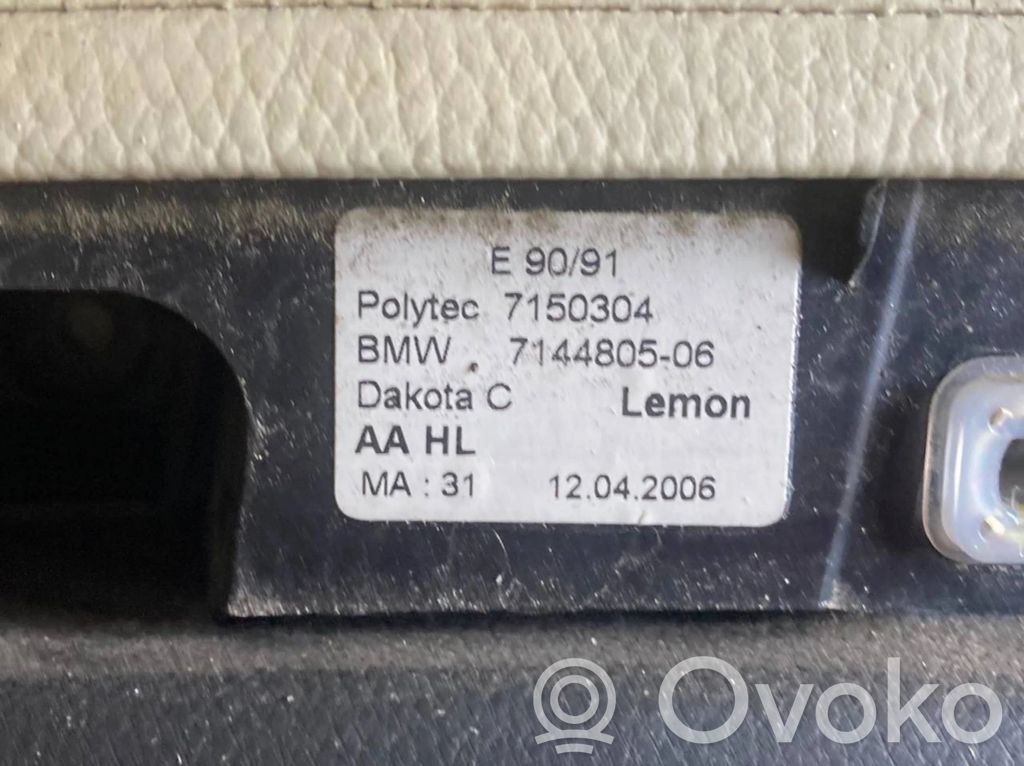 E 90/91
Polytec 7150304
BMW 7144805-06
Dakota C Lemon
AA HL
MA : 31 12.04.2006
Ovoko